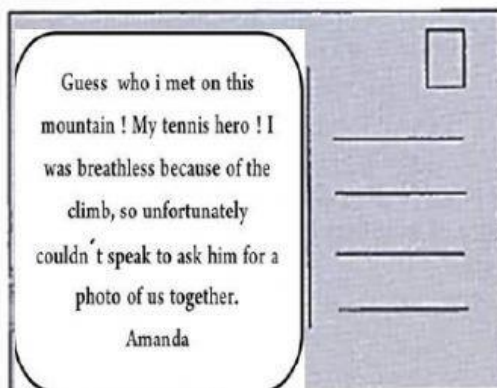 Guess who i met on this
mountain ! My tennis hero ! I
was breathless because of the
climb, so unfortunately
couldn´t speak to ask him for a
photo of us together.
Amanda